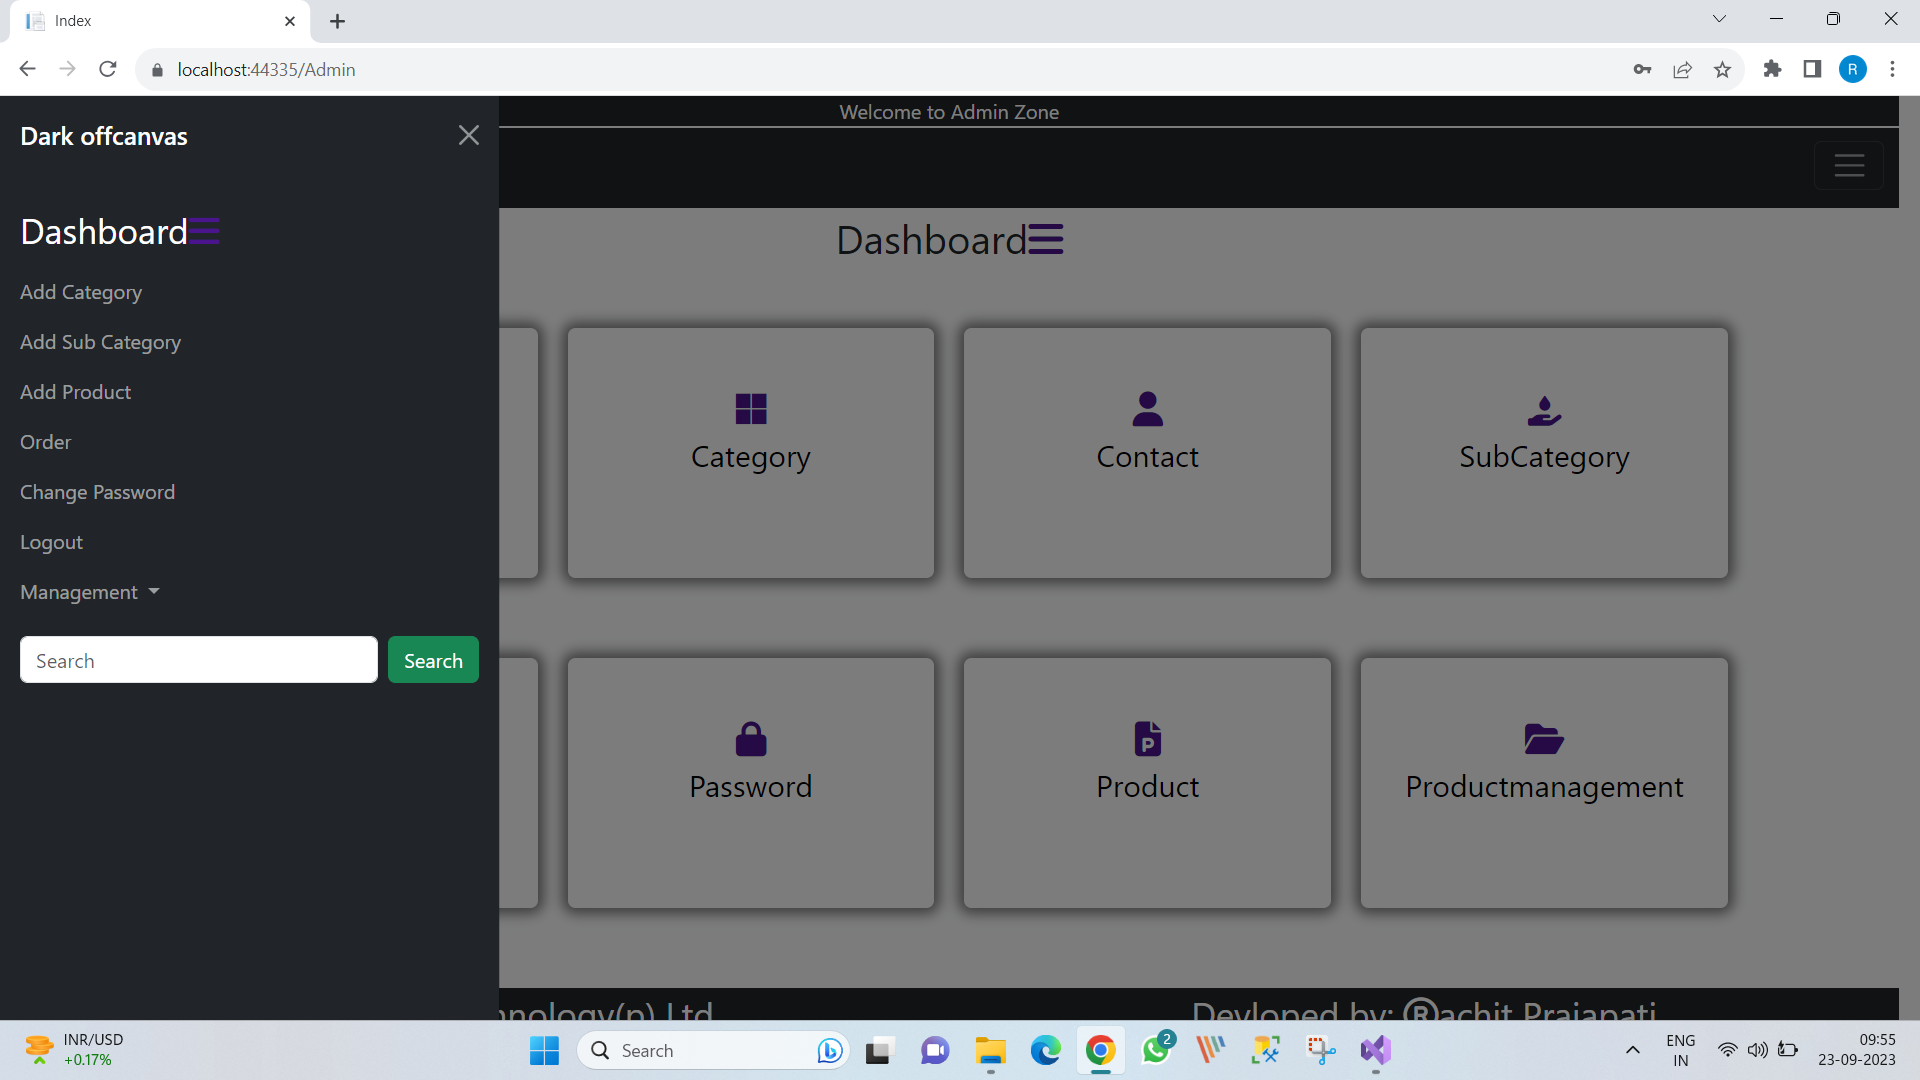 Index
localhost:44335/Admin
R
Welcome to Admin Zone
Dark offcanvas
Dashboard
Add Category
Add Sub Category
Add Product
Order
Change Password
Logout
Management
Search
Search
Dashboard
Category
Contact
SubCategory
Password
P
Product
Productmanagement
nology(p) Ltd
Devloped by: ®achit Prajapati
INR/USD
+0.17%
Search
2
ENG
IN
09:55
23-09-2023